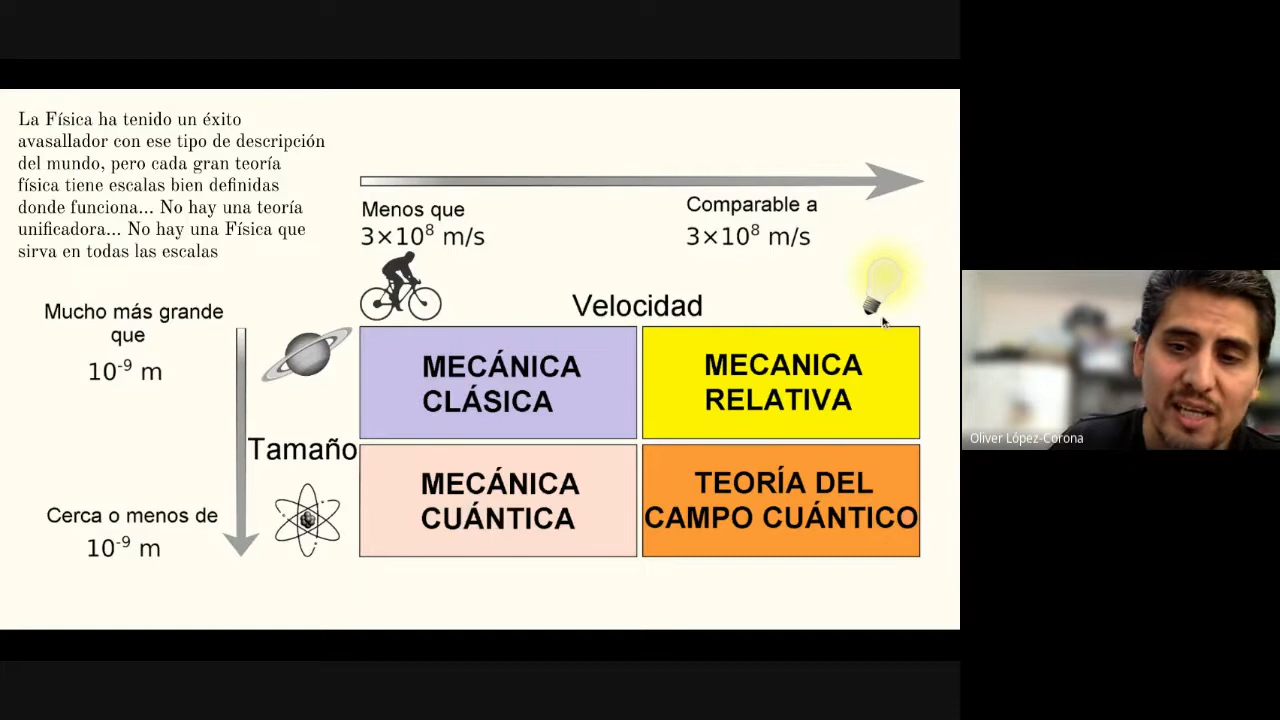 La Física ha tenido un éxito
avasallador con ese tipo de descripción
del mundo, pero cada gran teoría
física tiene escalas bien definidas
donde funciona... No hay una teoría
unificadora... No hay una Física que
sirva en todas las escalas
Menos que
3×10⁸ m/s
Comparable a
3×10⁸ m/s
Velocidad
Mucho más grande
que
10⁻⁹ m
Tamaño
Cerca o menos de
10⁻⁹ m
MECÁNICA
CLÁSICA
MECANICA
RELATIVA
MECÁNICA
CUÁNTICA
TEORÍA DEL
CAMPO CUÁNTICO
Oliver López-Corona